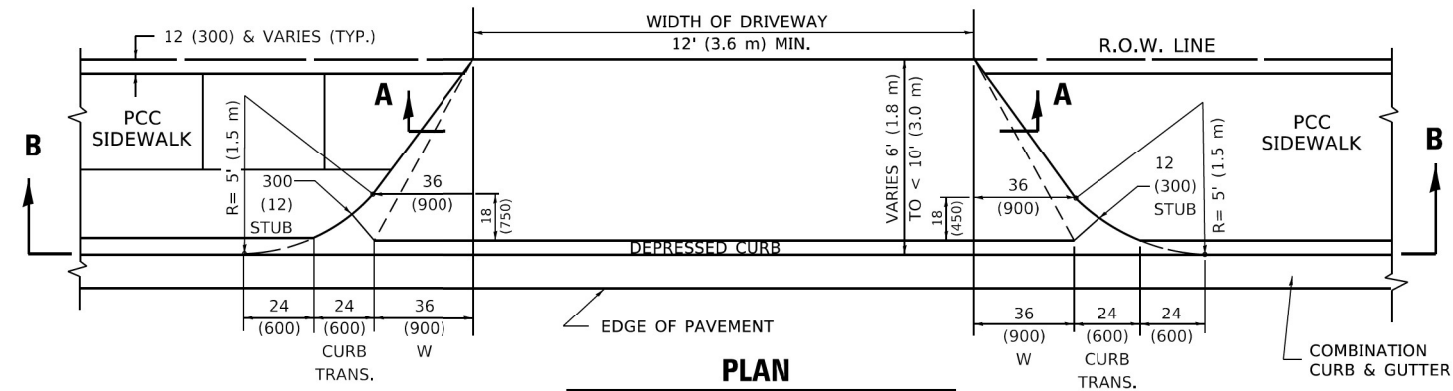 WIDTH OF DRIVEWAY
12' (3.6 m) MIN.
12 (300) & VARIES (TYP.)
R.O.W. LINE
A
A
PCC
SIDEWALK
PCC
SIDEWALK
B
B
R= 5' (1.5 m)
300
(12)
STUB
36
(900)
18
(750)
VARIES 6' (1.8 m)
TO < 10' (3.0 m)
36
(900)
18
(450)
12
(300)
STUB
R= 5' (1.5 m)
DEPRESSED CURB
24
(600)
24
(600)
CURB
TRANS.
36
(900)
W
EDGE OF PAVEMENT
36
(900)
W
24
(600)
CURB
TRANS.
24
(600)
COMBINATION
CURB & GUTTER
PLAN